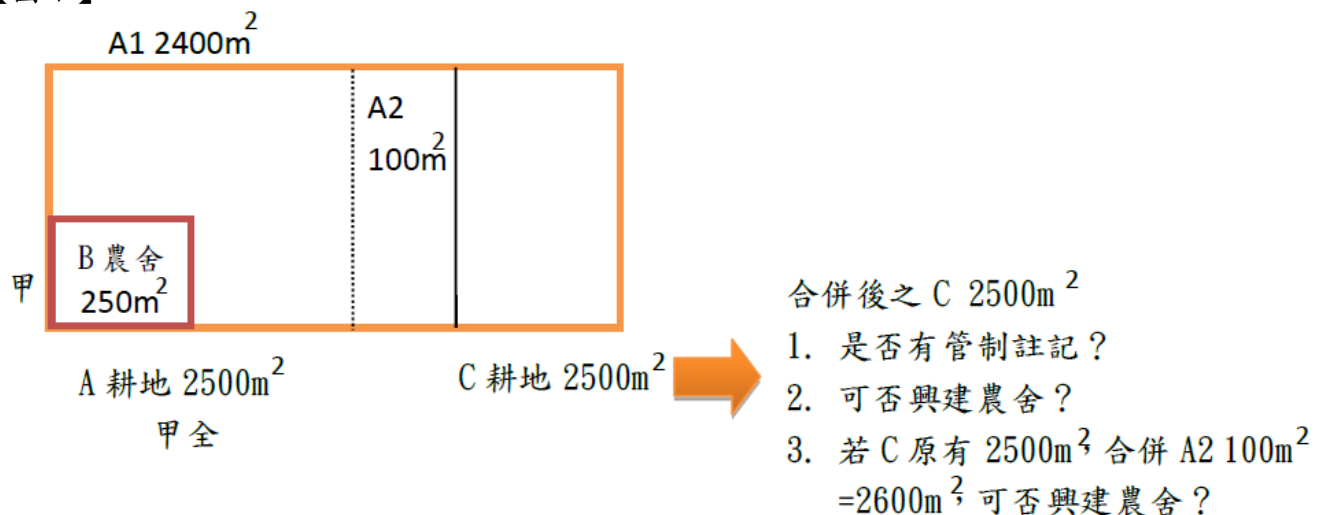 A1 2400m²
A2
100m²
B農舍
250m²
甲
A 耕地 2500m²
甲全
C 耕地 2500m²
合併後之 C 2500m²
1. 是否有管制註記？
2. 可否興建農舍？
3. 若 C 原有 2500m²，合併 A2 100m²
=2600m²，可否興建農舍？